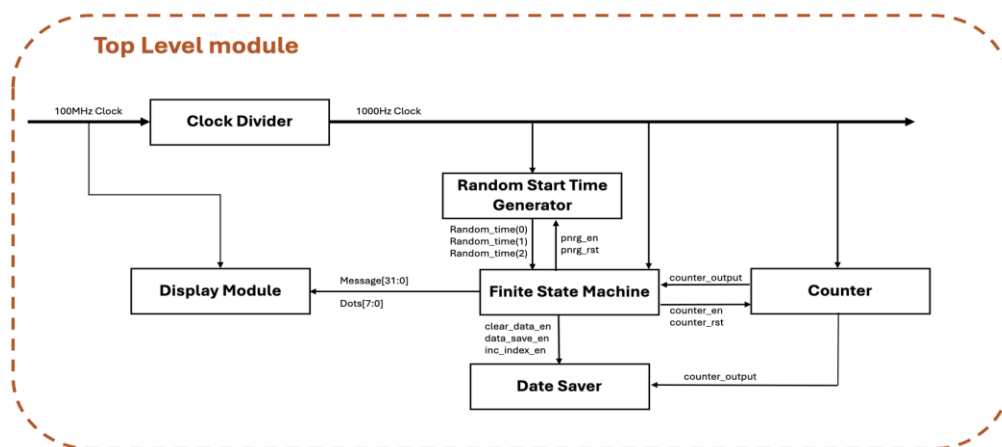 Top Level module
100MHz Clock
Clock Divider
1000Hz Clock
Random Start Time
Generator
Random_time(0)
Random_time(1)
Random_time(2)
pnrg_en
pnrg_rst
Display Module
Message[31:0]
Dots[7:0]
Finite State Machine
counter_output
counter_en
counter_rst
Counter
clear_data_en
data_save_en
inc_index_en
Date Saver
counter_output